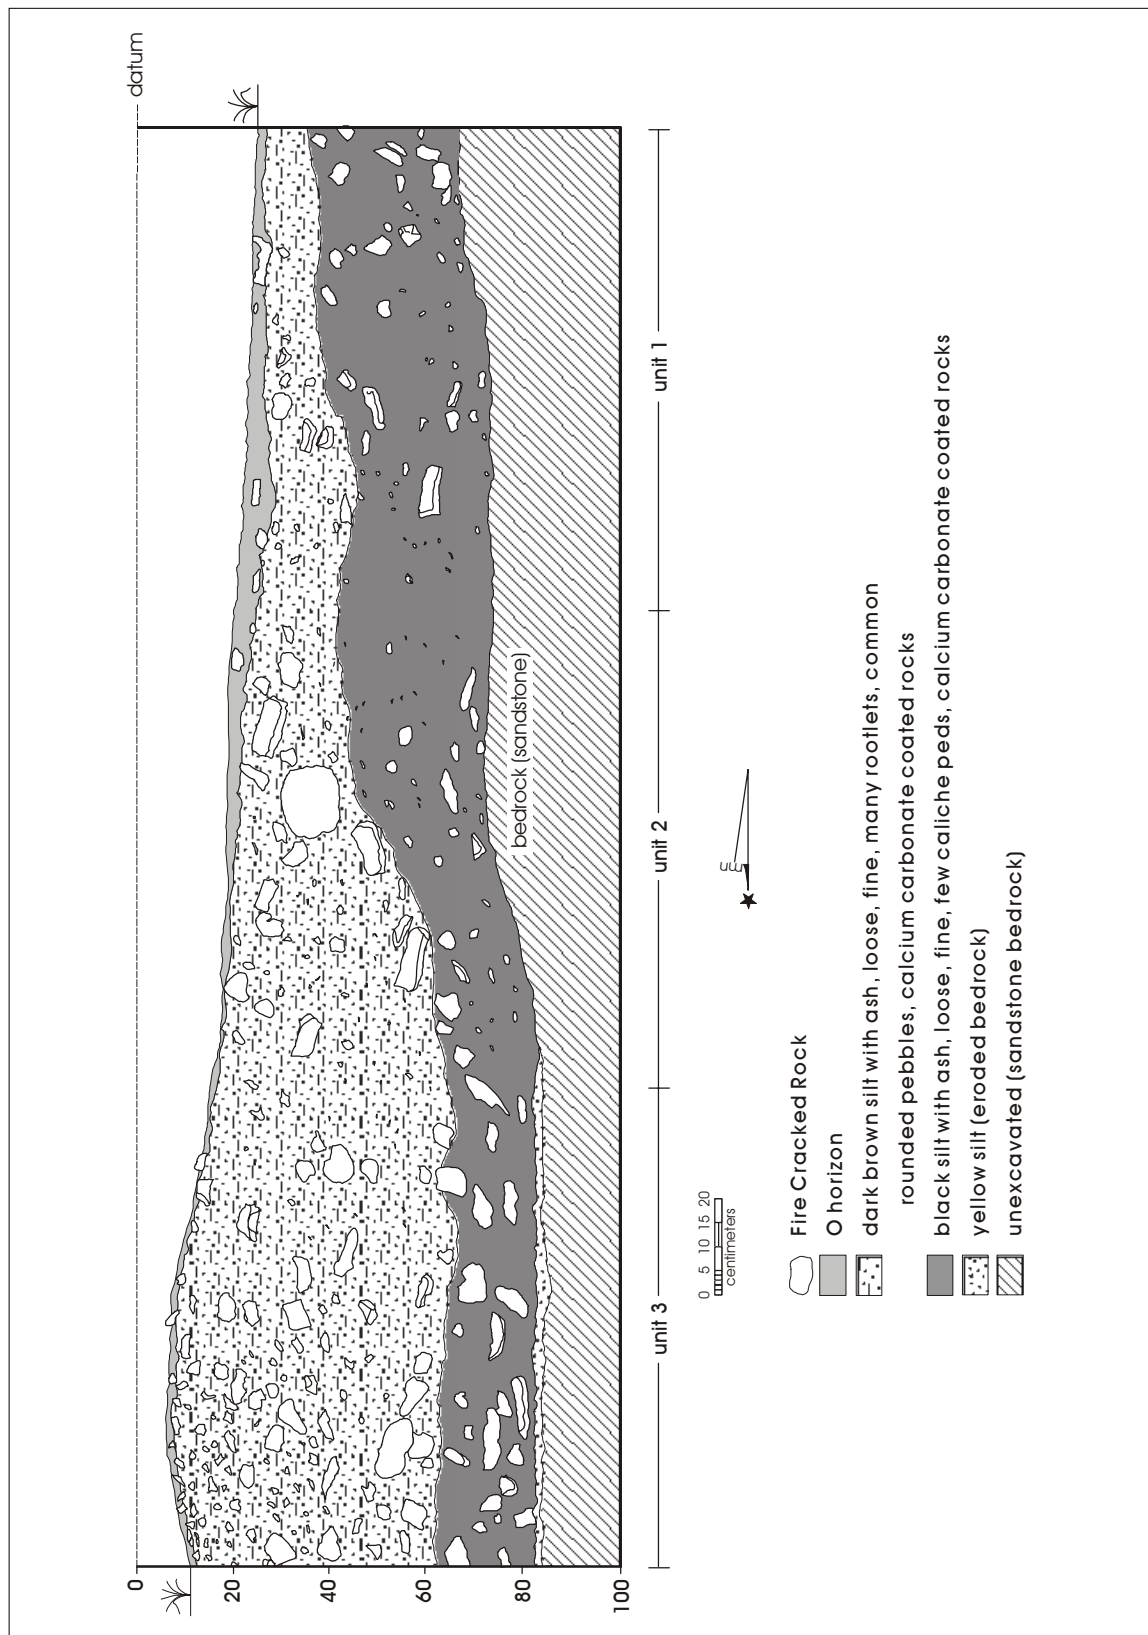 datum
0
20
40
60
80
100
bedrock (sandstone)
unit 3
unit 2
unit 1
0 5 10 15 20
centimeters
Fire Cracked Rock
O horizon
dark brown silt with ash, loose, fine, many rootlets, common
rounded pebbles, calcium carbonate coated rocks
black silt with ash, loose, fine, few caliche peds, calcium carbonate coated rocks
yellow silt (eroded bedrock)
unexcavated (sandstone bedrock)